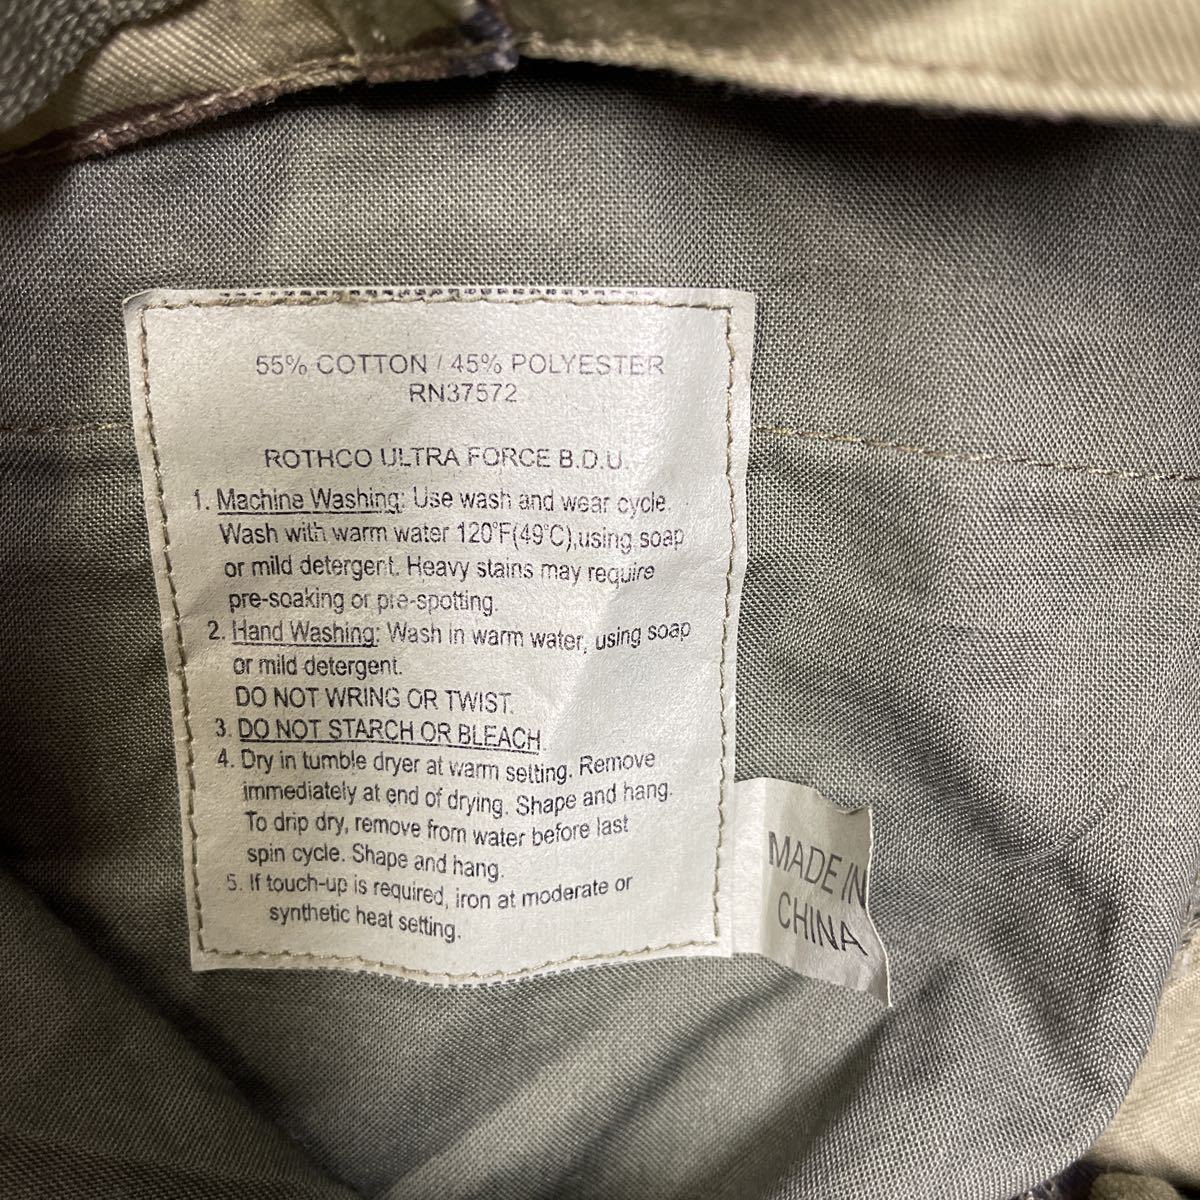 55% COTTON / 45% POLYESTER
RN37572
ROTHCO ULTRA FORCE B.D.U.
1. Machine Washing: Use wash and wear cycle.
Wash with warm water 120°F(49°C),using soap
or mild detergent. Heavy stains may require
pre-soaking or pre-spotting.
2. Hand Washing: Wash in warm water, using soap
or mild detergent.
DO NOT WRING OR TWIST.
3. DO NOT STARCH OR BLEACH.
4. Dry in tumble dryer at warm setting. Remove
immediately at end of drying. Shape and hang.
To drip dry, remove from water before last
spin cycle. Shape and hang.
5. If touch-up is required, iron at moderate or
synthetic heat setting.
MADE IN
CHINA